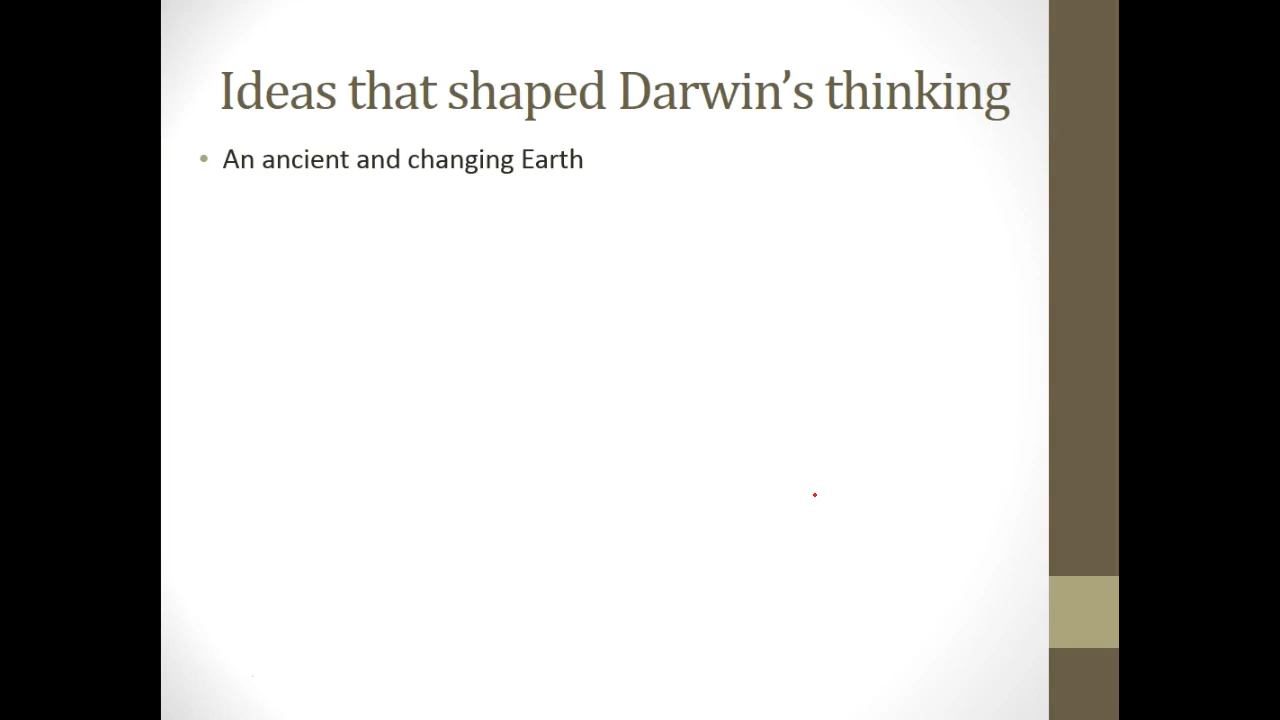 Ideas that shaped Darwin’s thinking
• An ancient and changing Earth